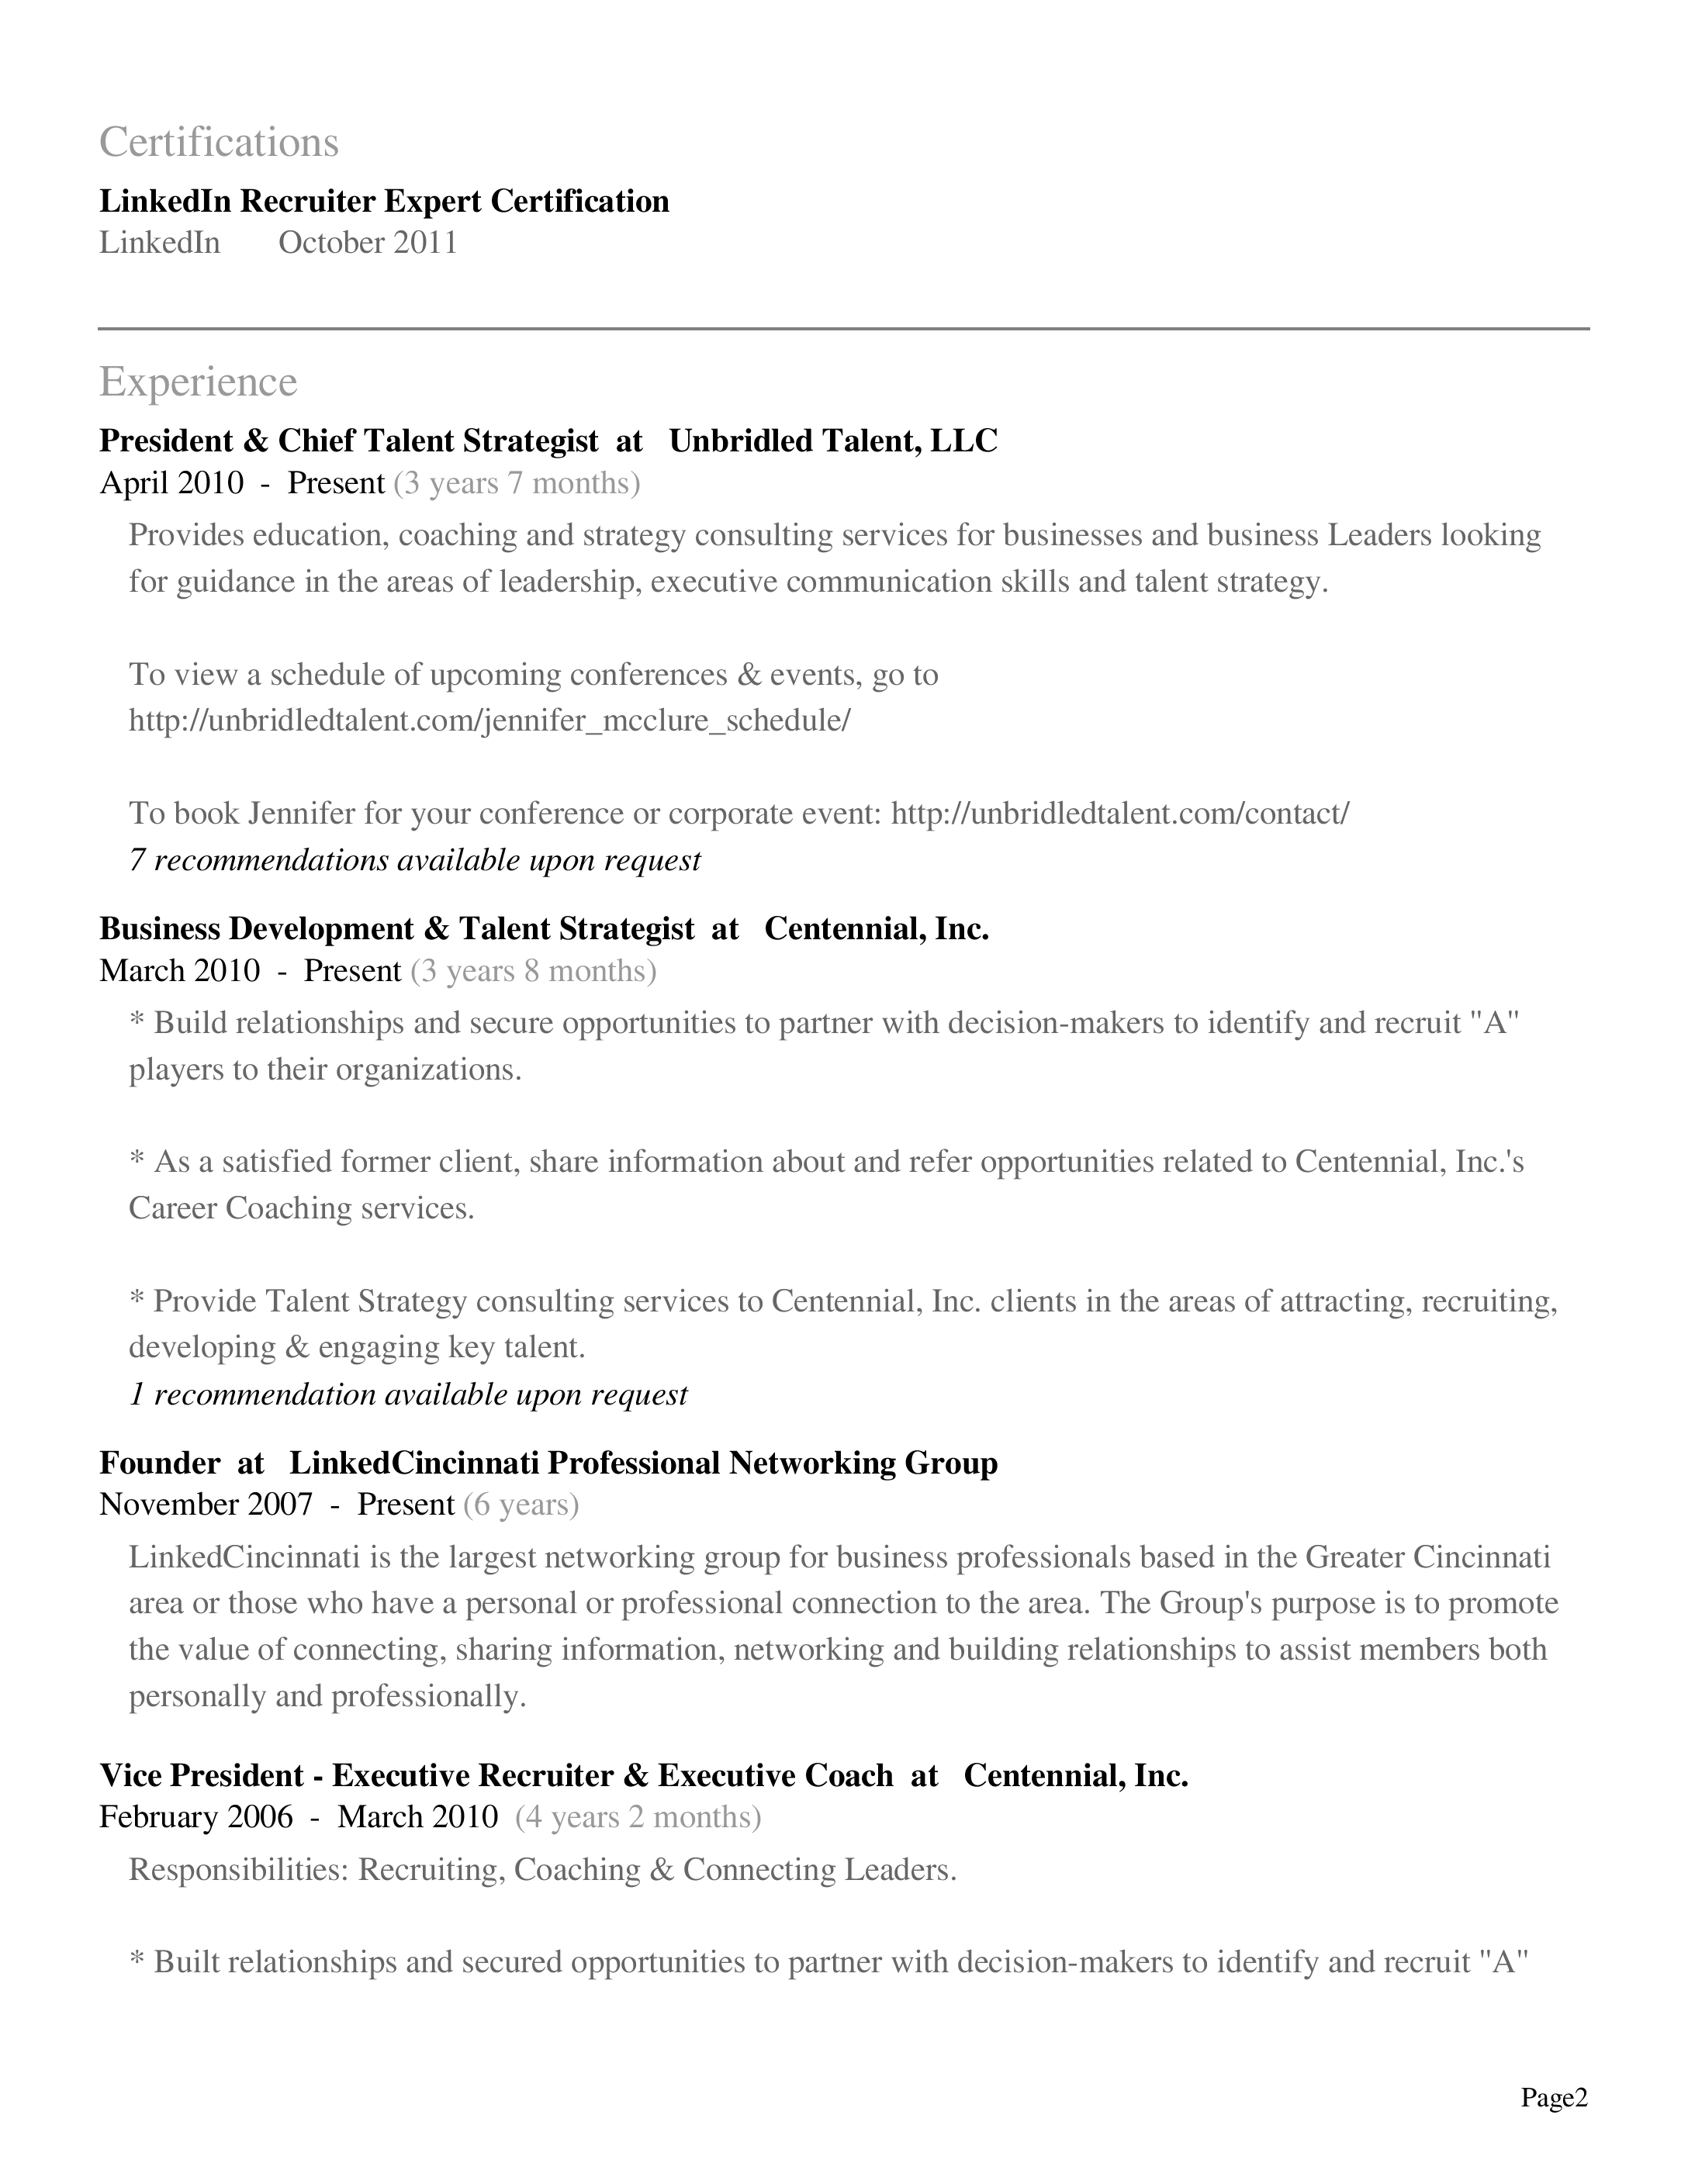 Certifications
LinkedIn Recruiter Expert Certification
LinkedIn October 2011
Experience
President & Chief Talent Strategist at Unbridled Talent, LLC
April 2010 - Present (3 years 7 months)
Provides education, coaching and strategy consulting services for businesses and business Leaders looking
for guidance in the areas of leadership, executive communication skills and talent strategy.
To view a schedule of upcoming conferences & events, go to
http://unbridledtalent.com/jennifer_mcclure_schedule/
To book Jennifer for your conference or corporate event: http://unbridledtalent.com/contact/
7 recommendations available upon request
Business Development & Talent Strategist at Centennial, Inc.
March 2010 - Present (3 years 8 months)
* Build relationships and secure opportunities to partner with decision-makers to identify and recruit "A"
players to their organizations.
* As a satisfied former client, share information about and refer opportunities related to Centennial, Inc.'s
Career Coaching services.
* Provide Talent Strategy consulting services to Centennial, Inc. clients in the areas of attracting, recruiting,
developing & engaging key talent.
1 recommendation available upon request
Founder at LinkedCincinnati Professional Networking Group
November 2007 - Present (6 years)
LinkedCincinnati is the largest networking group for business professionals based in the Greater Cincinnati
area or those who have a personal or professional connection to the area. The Group's purpose is to promote
the value of connecting, sharing information, networking and building relationships to assist members both
personally and professionally.
Vice President - Executive Recruiter & Executive Coach at Centennial, Inc.
February 2006 - March 2010 (4 years 2 months)
Responsibilities: Recruiting, Coaching & Connecting Leaders.
* Built relationships and secured opportunities to partner with decision-makers to identify and recruit "A"
Page2